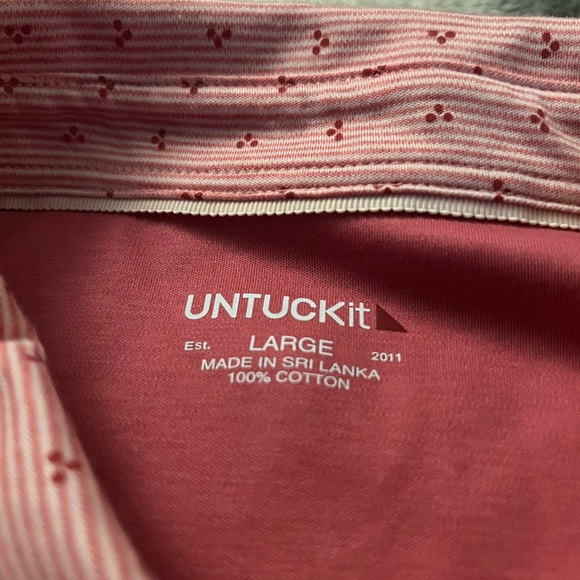 UNTUCKit
Est. LARGE 2011
MADE IN SRI LANKA
100% COTTON